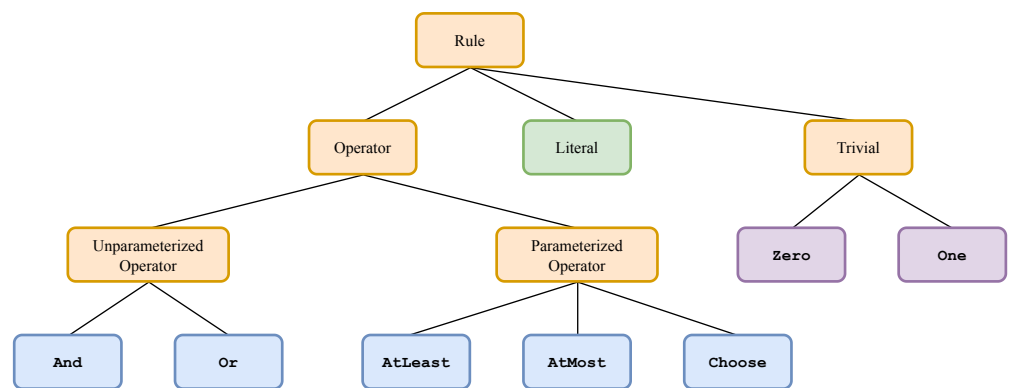 Rule
Operator
Literal
Trivial
Unparameterized
Operator
Parameterized
Operator
Zero
One
And
Or
AtLeast
AtMost
Choose